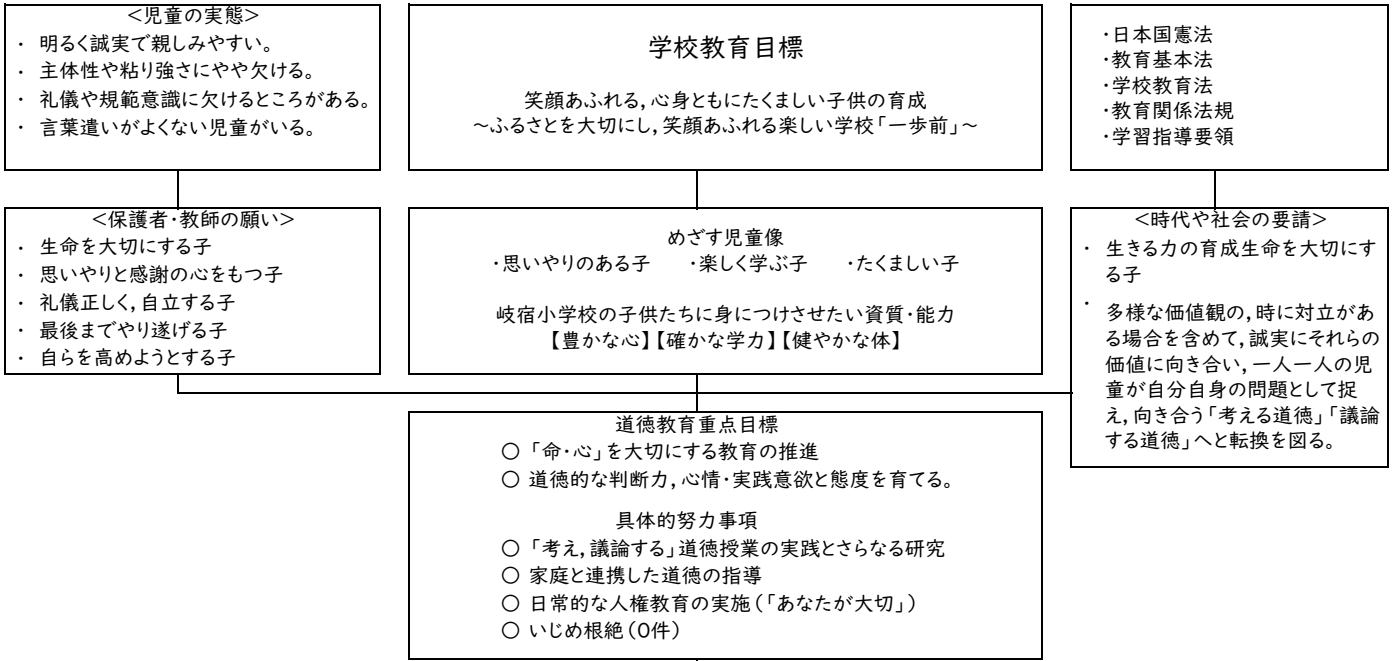 <児童の実態>
・ 明るく誠実で親しみやすい。
・ 主体性や粘り強さにやや欠ける。
・ 礼儀や規範意識に欠けるところがある。
・ 言葉遣いがよくない児童がいる。
学校教育目標
笑顔あふれる,心身ともにたくましい子供の育成
～ふるさとを大切にし,笑顔あふれる楽しい学校「一歩前」～
・日本国憲法
・教育基本法
・学校教育法
・教育関係法規
・学習指導要領
<保護者・教師の願い>
・ 生命を大切にする子
・ 思いやりと感謝の心をもつ子
・ 礼儀正しく,自立する子
・ 最後までやり遂げる子
・ 自らを高めようとする子
めざす児童像
・思いやりのある子 ・楽しく学ぶ子 ・たくましい子
岐宿小学校の子供たちに身につけさせたい資質・能力
【豊かな心】【確かな学力】【健やかな体】
<時代や社会の要請>
・ 生きる力の育成生命を大切にす
る子
・ 多様な価値観の,時に対立があ
る場合を含めて,誠実にそれらの
価値に向き合い,一人一人の児
童が自分自身の問題として捉
え,向き合う「考える道徳」「議論
する道徳」へと転換を図る。
道徳教育重点目標
○ 「命・心」を大切にする教育の推進
○ 道徳的な判断力,心情・実践意欲と態度を育てる。
具体的努力事項
○ 「考え,議論する」道徳授業の実践とさらなる研究
○ 家庭と連携した道徳の指導
○ 日常的な人権教育の実施(「あなたが大切」)
○ いじめ根絶(0件)